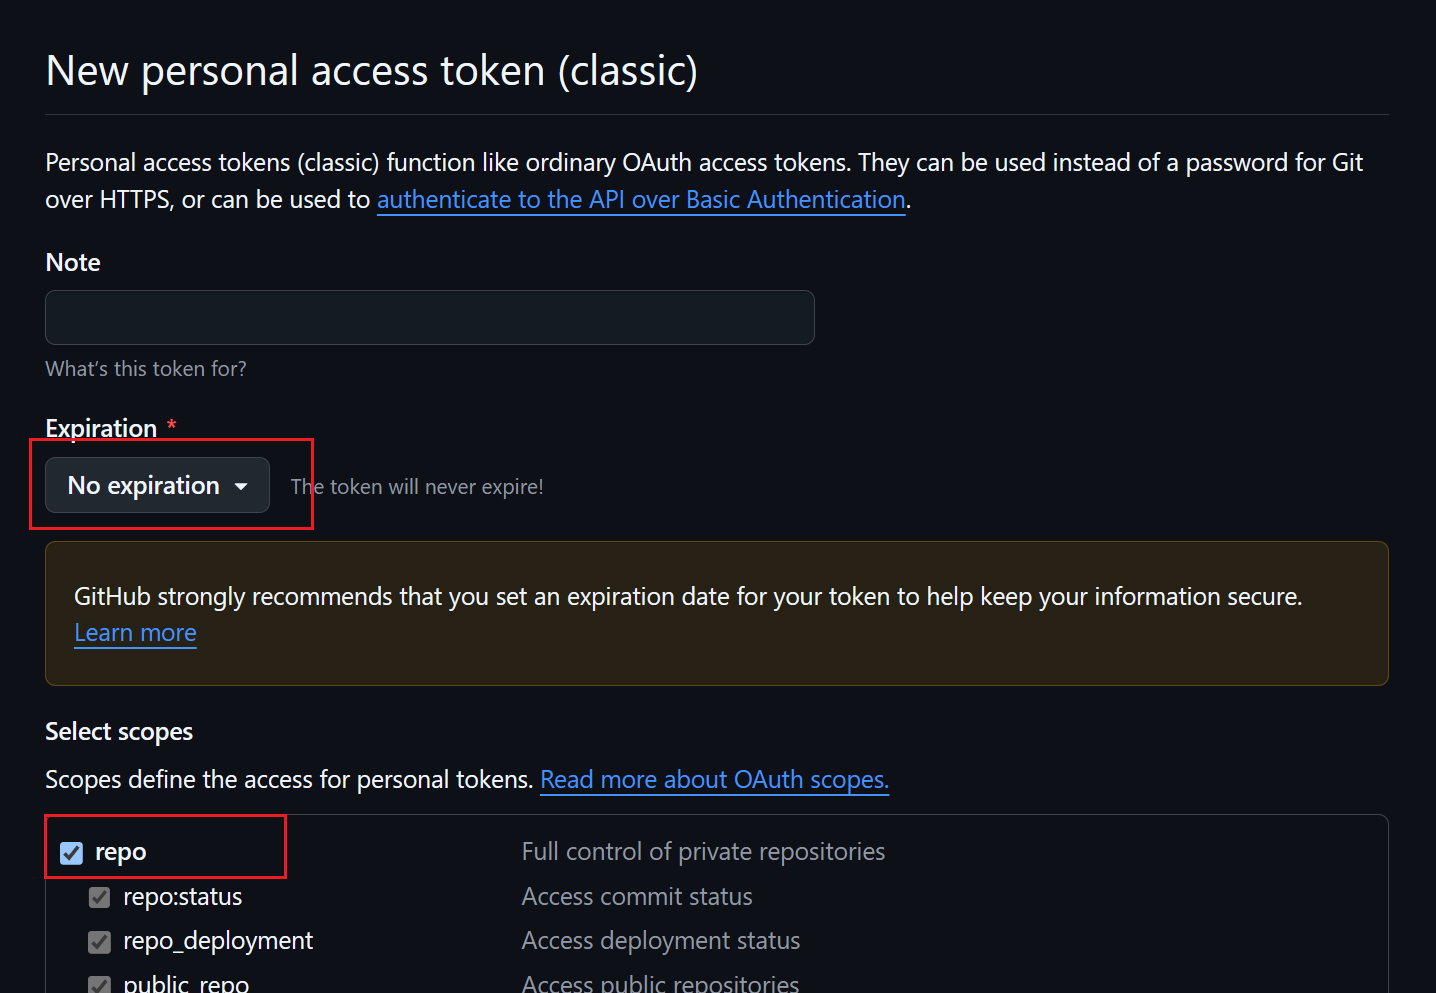 New personal access token (classic)
Personal access tokens (classic) function like ordinary OAuth access tokens. They can be used instead of a password for Git
over HTTPS, or can be used to authenticate to the API over Basic Authentication.
Note
What's this token for?
Expiration *
No expiration The token will never expire!
GitHub strongly recommends that you set an expiration date for your token to help keep your information secure.
Learn more
Select scopes
Scopes define the access for personal tokens. Read more about OAuth scopes.
repo Full control of private repositories
repo:status Access commit status
repo_deployment Access deployment status
public_repo Access public repositories